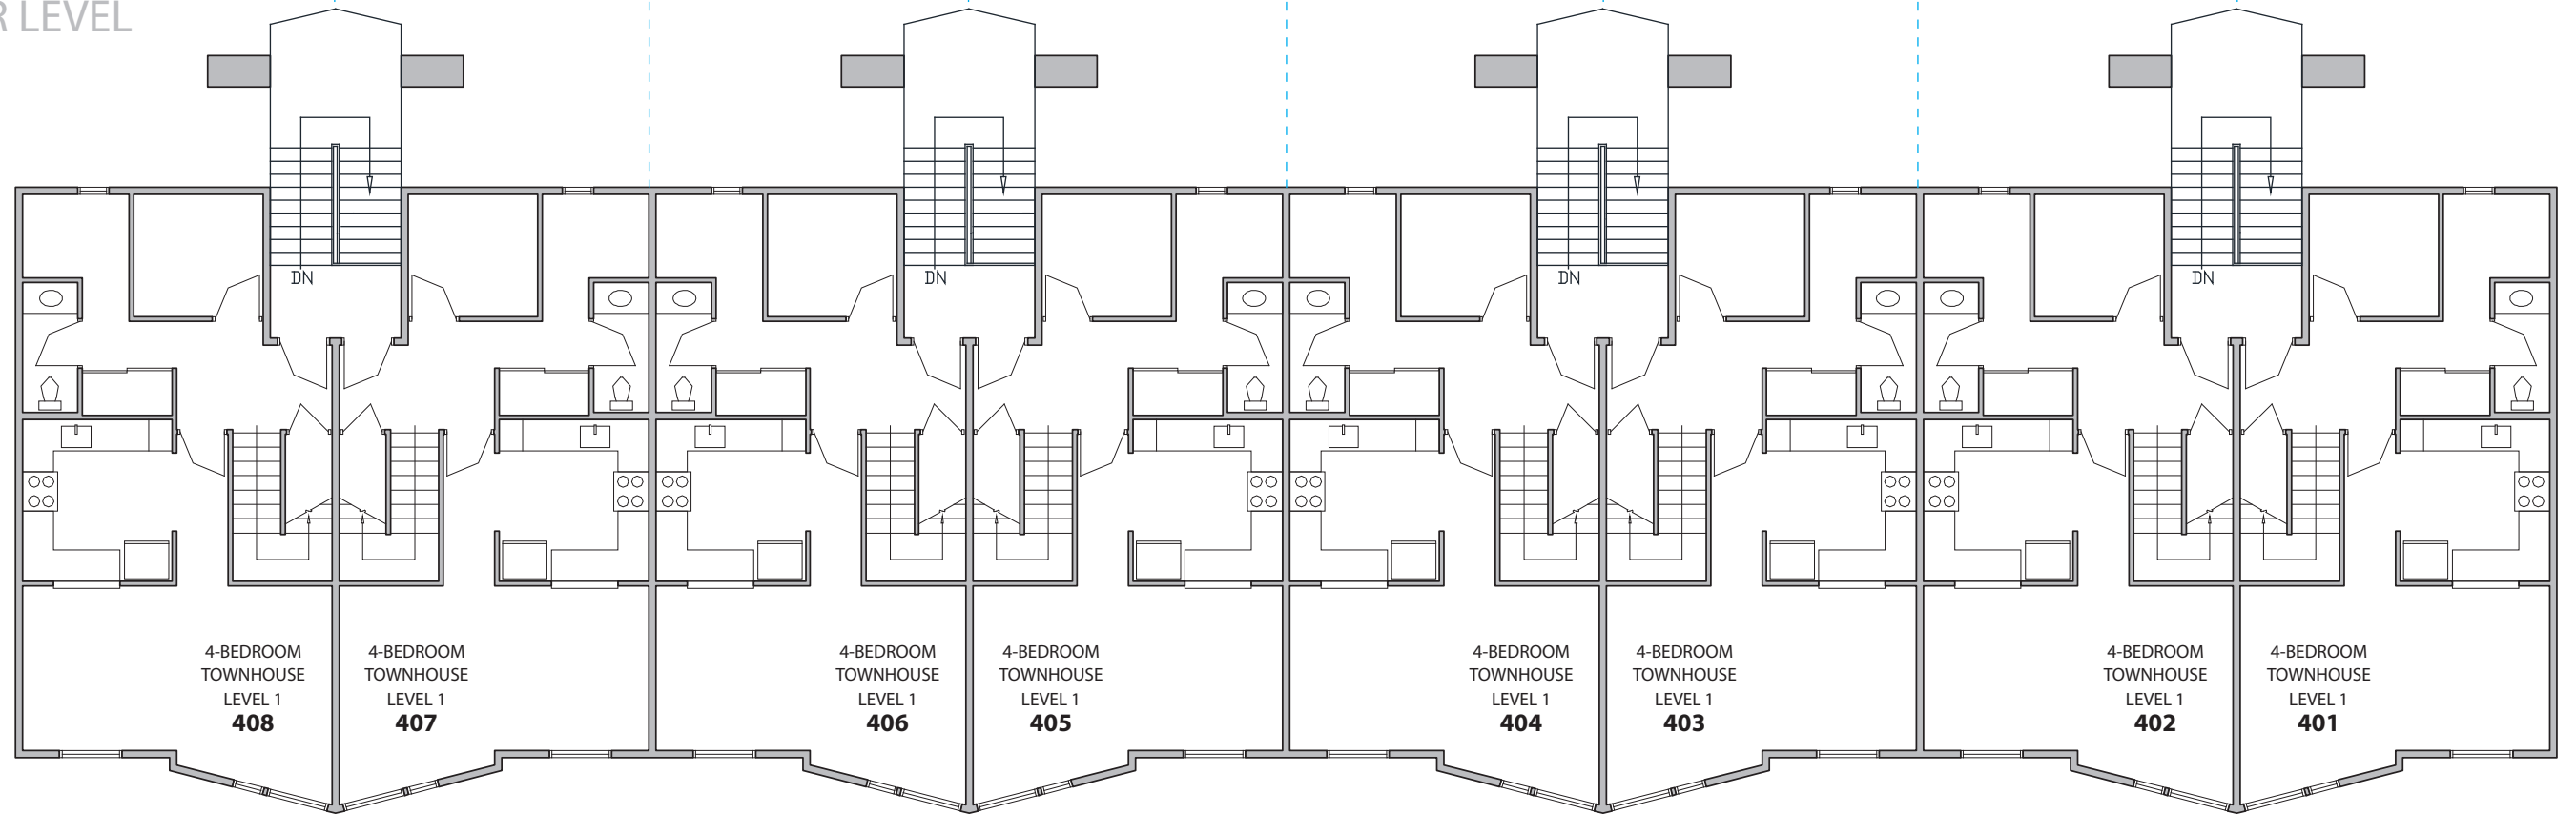 R LEVEL
DN
DN
DN
DN
4-BEDROOM
TOWNHOUSE
LEVEL 1
408
4-BEDROOM
TOWNHOUSE
LEVEL 1
407
4-BEDROOM
TOWNHOUSE
LEVEL 1
406
4-BEDROOM
TOWNHOUSE
LEVEL 1
405
4-BEDROOM
TOWNHOUSE
LEVEL 1
404
4-BEDROOM
TOWNHOUSE
LEVEL 1
403
4-BEDROOM
TOWNHOUSE
LEVEL 1
402
4-BEDROOM
TOWNHOUSE
LEVEL 1
401